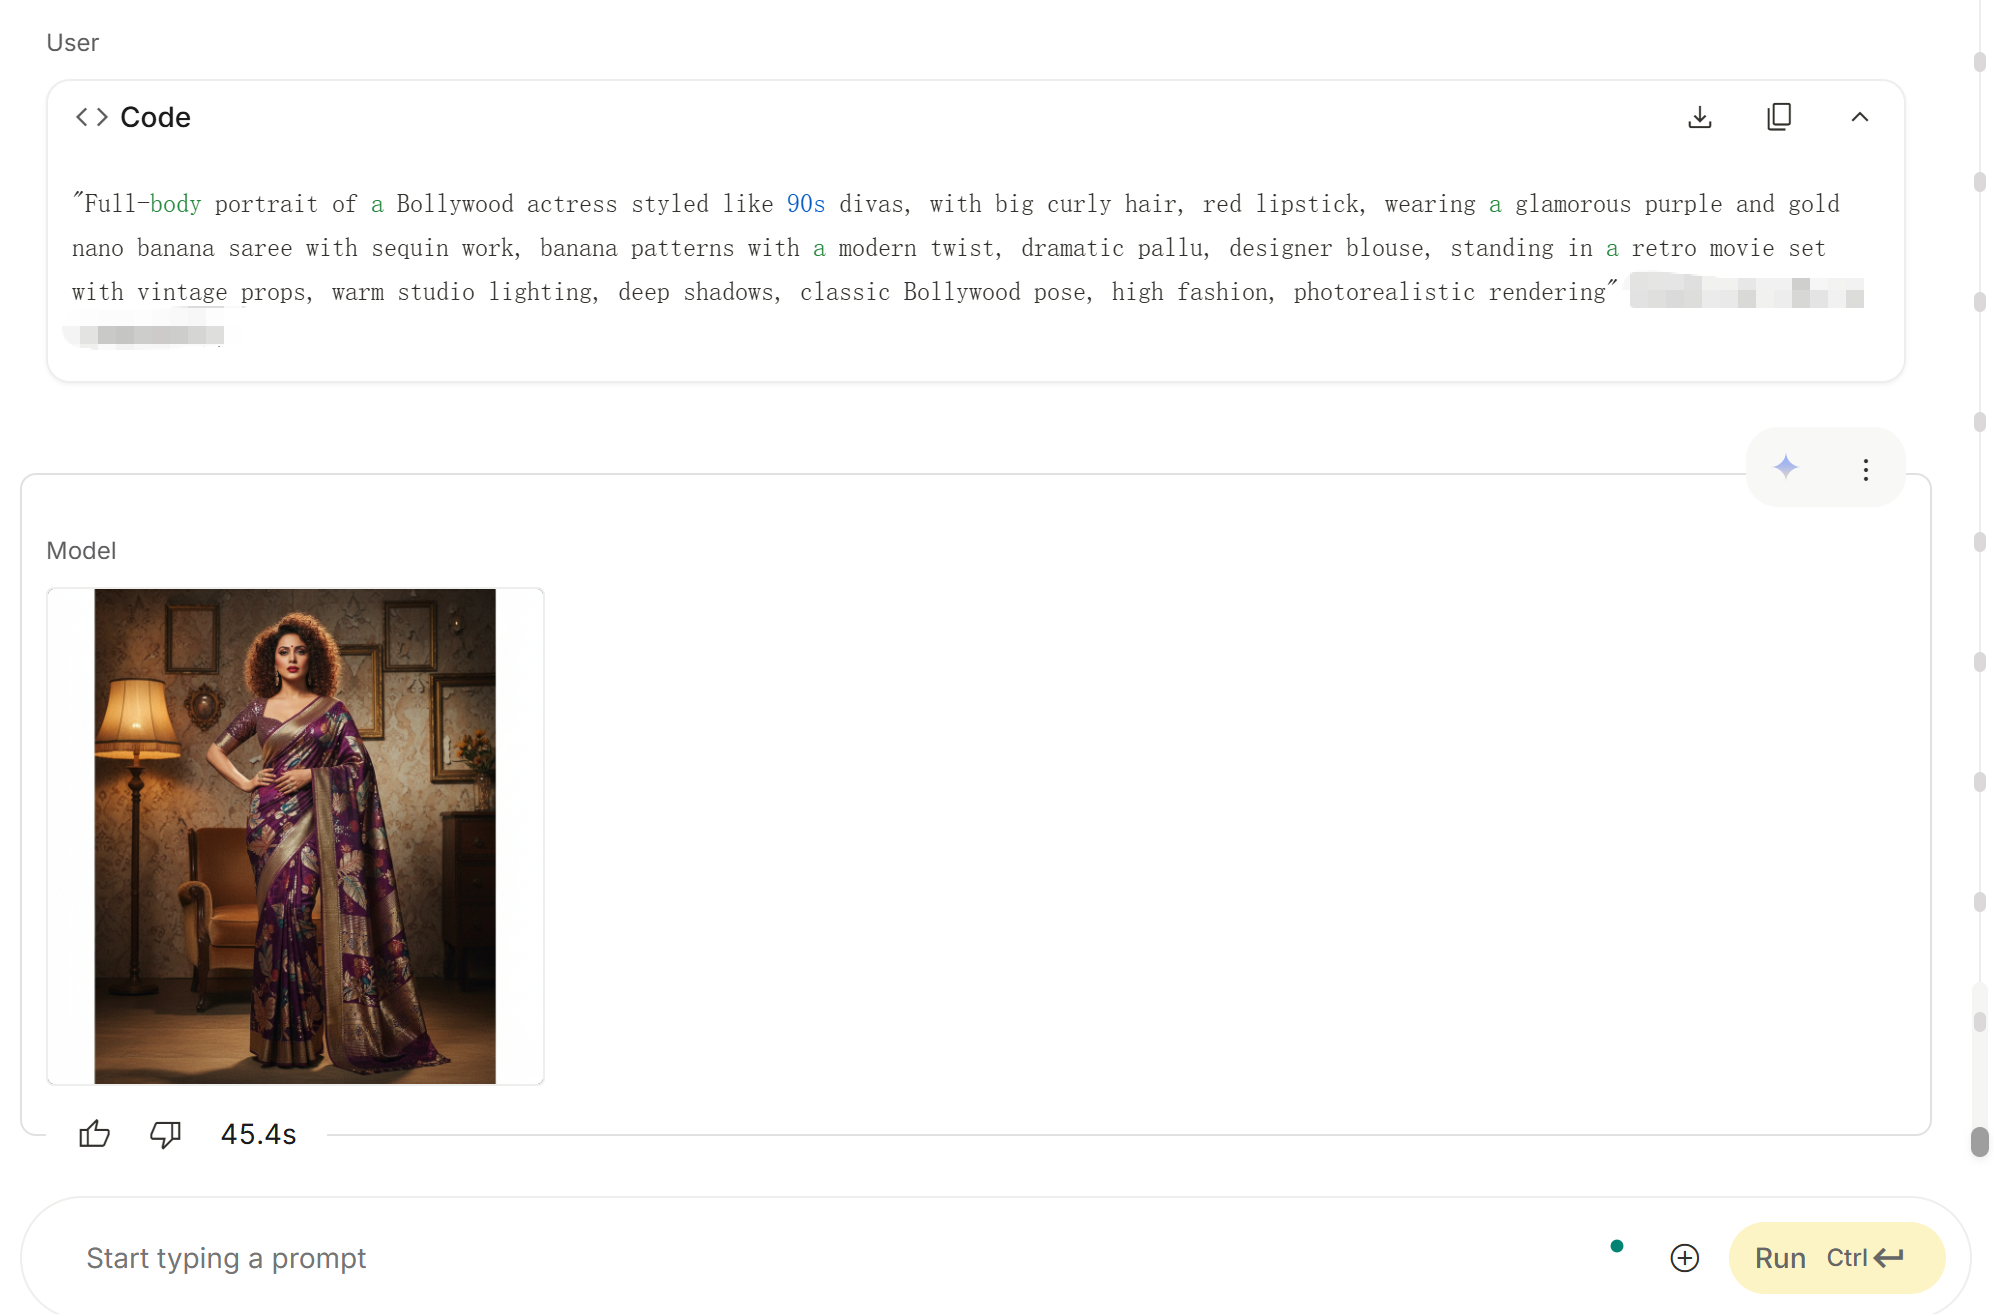 User
Code
"Full-body portrait of a Bollywood actress styled like 90s divas, with big curly hair, red lipstick, wearing a glamorous purple and gold
nano banana saree with sequin work, banana patterns with a modern twist, dramatic pallu, designer blouse, standing in a retro movie set
with vintage props, warm studio lighting, deep shadows, classic Bollywood pose, high fashion, photorealistic rendering"
Model
45.4s
Start typing a prompt
Run Ctrl